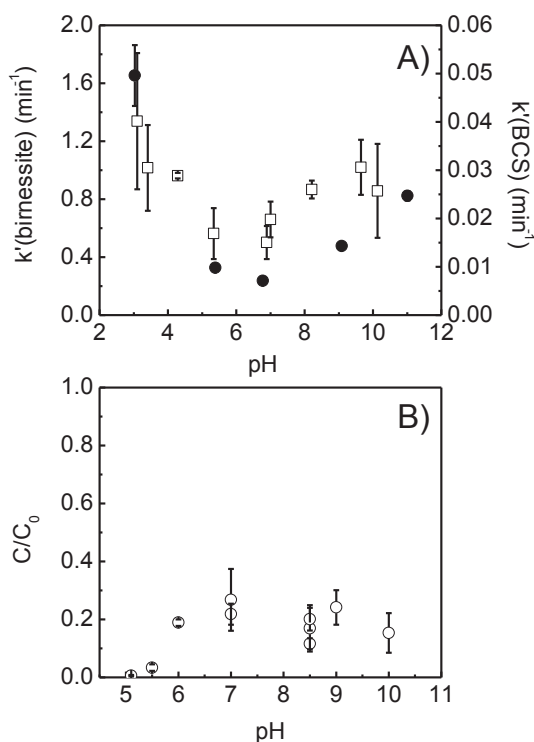 A)
k'(birnessite) (min⁻¹)
2.0
1.6
1.2
0.8
0.4
0.0
k'(BCS) (min⁻¹)
0.06
0.05
0.04
0.03
0.02
0.01
0.00
2 4 6 8 10 12
pH
B)
C/C₀
1.0
0.8
0.6
0.4
0.2
0.0
5 6 7 8 9 10 11
pH